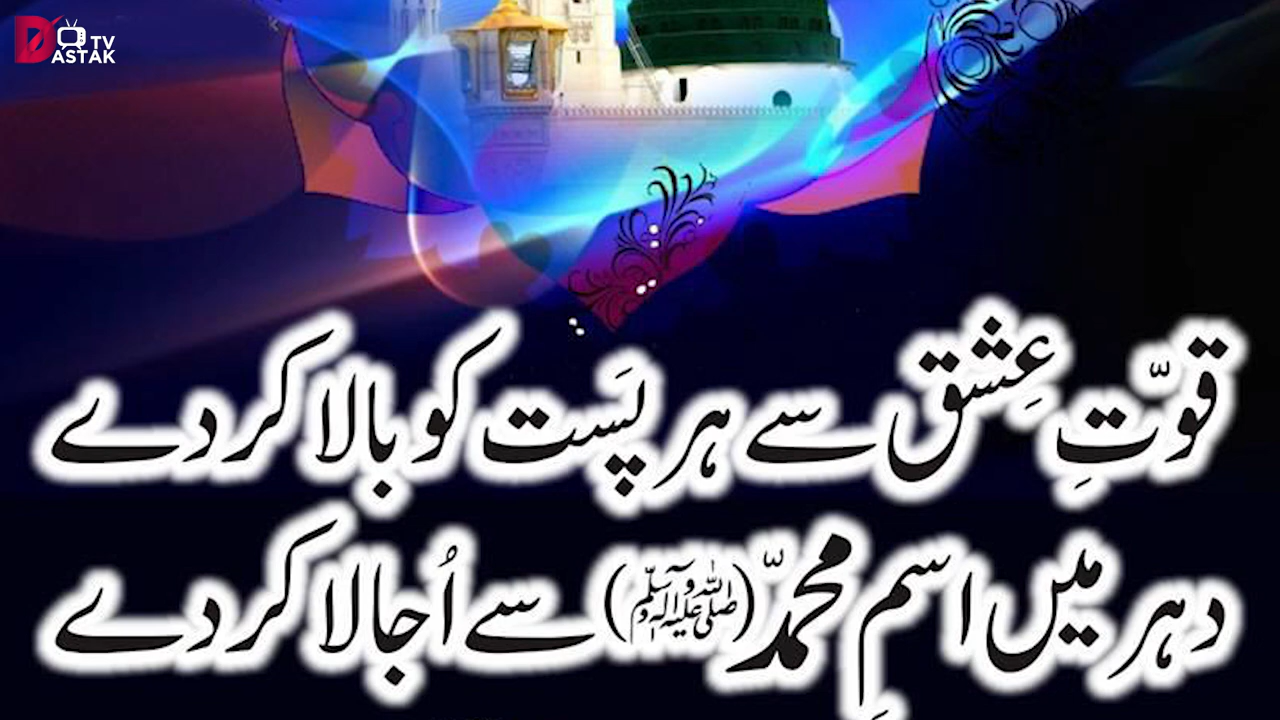 DASTAK TV
قوّتِ عِشق سے ہر پَست کو بالا کردے
دہر میں اسمِ محمدّ (صلی اللہ علیہ وآلہ وسلم) سے اُجالا کردے